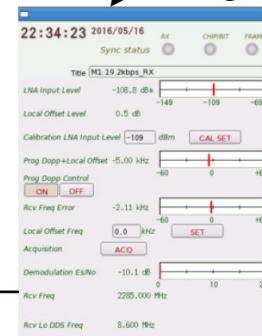 22:34:23 2016/05/16 RX CHIP/BIT FRAM
Sync status
Title M1:19.2kbps_RX
LNA Input Level -108.8 dBm
-149 -109 -69
Local Offset Level 0.5 dB
Calibration LNA Input Level -109 dBm CAL SET
Prog Dopp+Local Offset -5.00 kHz
-60 0 +6
Prog Dopp Control
ON OFF
Rcv Freq Error -2.11 kHz
-60 0 +6
Local Offset Freq 0.0 kHz SET
Acquisition ACQ
Demodulation Es/No -10.1 dB
0 10 2
Rcv Freq 2285.000 MHz
Rcv Lo DDS Freq 8.600 MHz